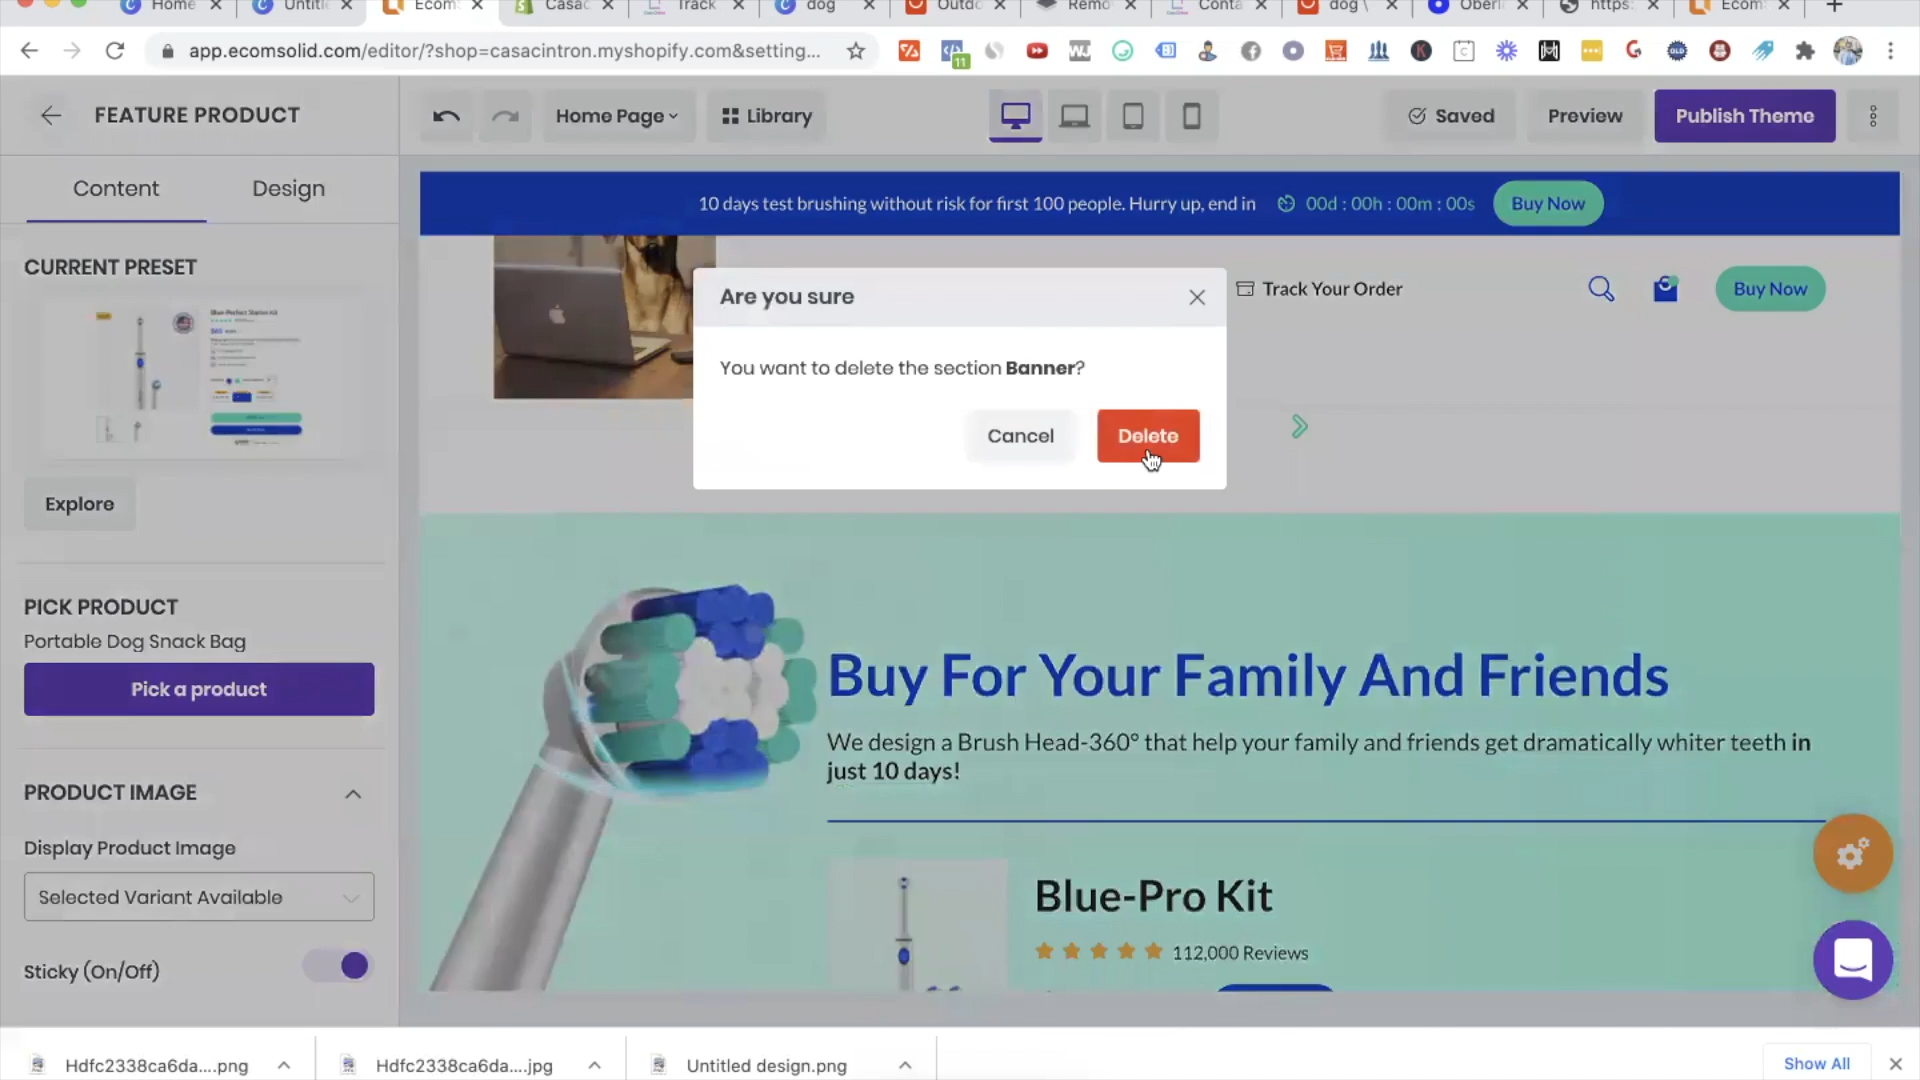 Home
Untitle
Ecom
Casac
Track
dog
Outdo
Remo
Conta
dog \
Oberl
https:
Ecom
app.ecomsolid.com/editor/?shop=casacintron.myshopify.com&setting...
11
FEATURE PRODUCT
Home Page
Library
Saved
Preview
Publish Theme
Content
Design
10 days test brushing without risk for first 100 people. Hurry up, end in
00d : 00h : 00m : 00s
Buy Now
CURRENT PRESET
Are you sure
Track Your Order
Buy Now
You want to delete the section Banner?
Cancel
Delete
Explore
PICK PRODUCT
Portable Dog Snack Bag
Pick a product
Buy For Your Family And Friends
We design a Brush Head-360° that help your family and friends get dramatically whiter teeth in
just 10 days!
PRODUCT IMAGE
Display Product Image
Selected Variant Available
Blue-Pro Kit
112,000 Reviews
Sticky (On/Off)
Hdfc2338ca6da....png
Hdfc2338ca6da....jpg
Untitled design.png
Show All